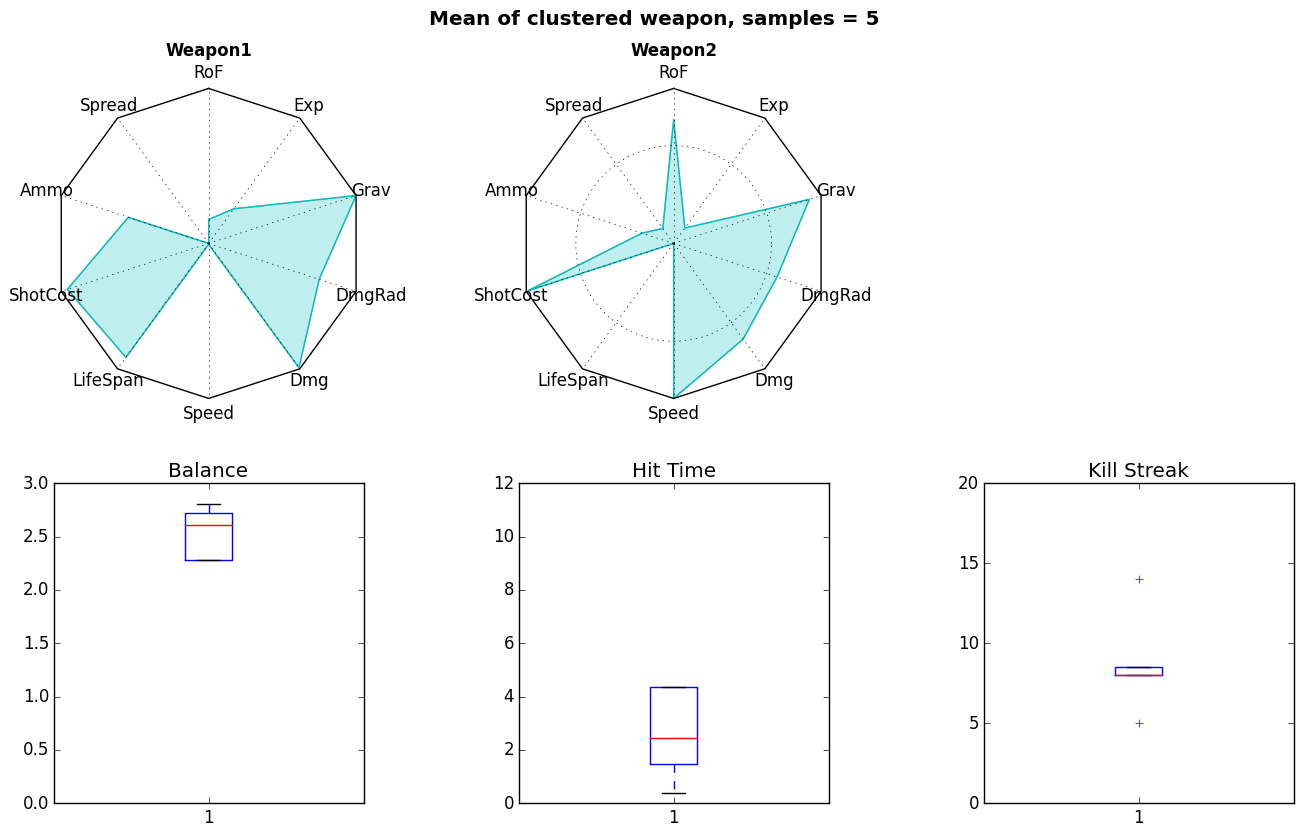 Mean of clustered weapon, samples = 5
Weapon1
RoF
Spread
Exp
Ammo
Grav
ShotCost
DmgRad
LifeSpan
Dmg
Speed
Weapon2
RoF
Spread
Exp
Ammo
Grav
ShotCost
DmgRad
LifeSpan
Dmg
Speed
Balance
3.0
2.5
2.0
1.5
1.0
0.5
0.0
1
Hit Time
12
10
8
6
4
2
0
1
Kill Streak
20
15
10
5
0
1